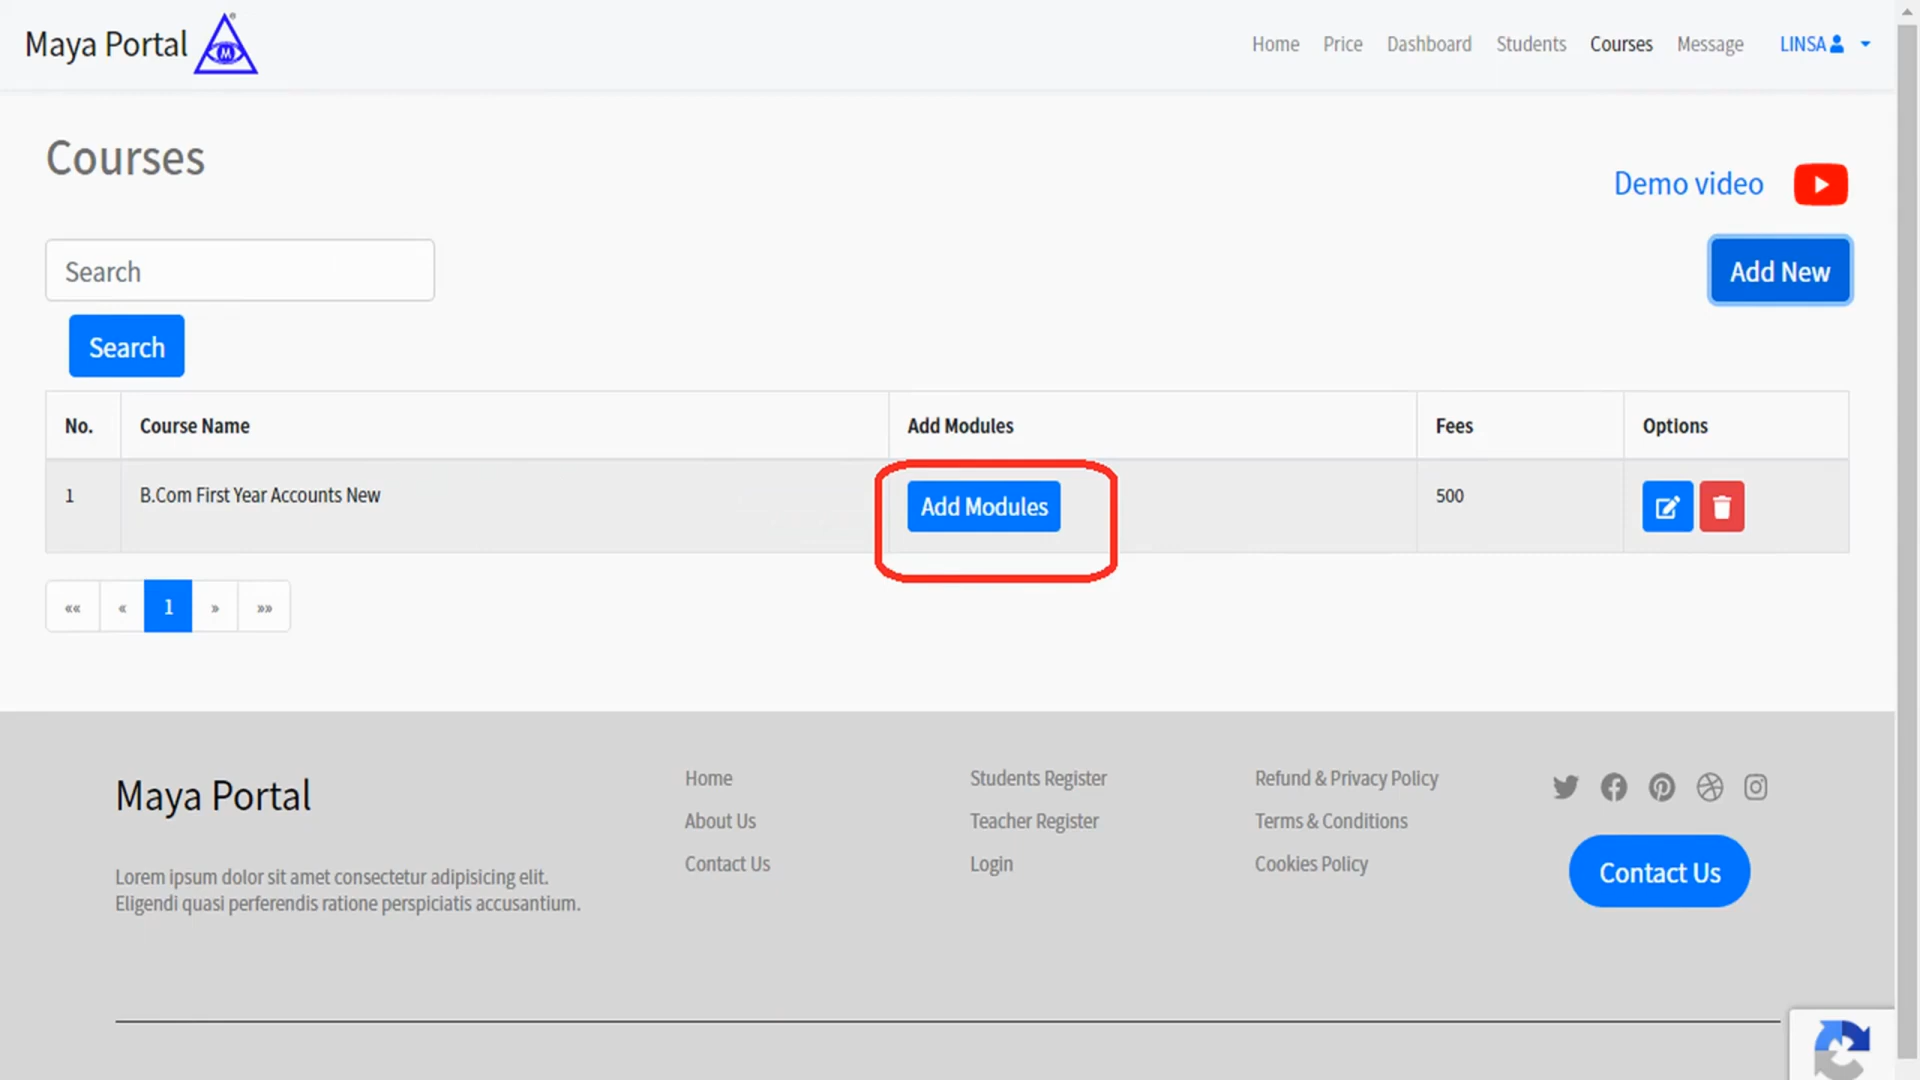 Maya Portal M ®
Home Price Dashboard Students Courses Message LINSA
Courses
Demo video
Search
Add New
Search
No. Course Name Add Modules Fees Options
1 B.Com First Year Accounts New Add Modules 500
«« « 1 » »»
Maya Portal
Lorem ipsum dolor sit amet consectetur adipisicing elit.
Eligendi quasi perferendis ratione perspiciatis accusantium.
Home
About Us
Contact Us
Students Register
Teacher Register
Login
Refund & Privacy Policy
Terms & Conditions
Cookies Policy
Contact Us